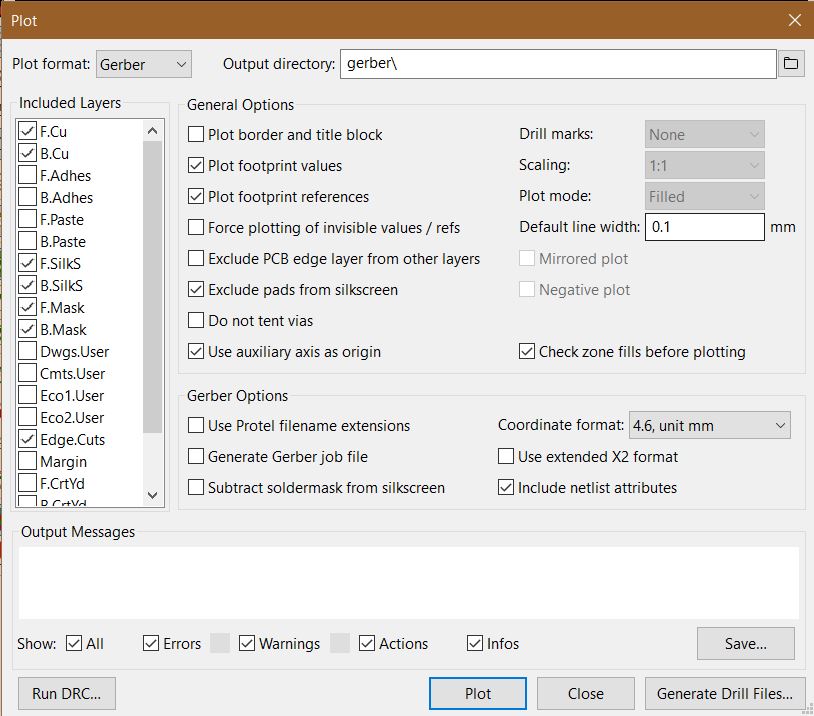 Plot
Plot format: Gerber Output directory: gerber\
Included Layers
F.Cu
B.Cu
F.Adhes
B.Adhes
F.Paste
B.Paste
F.SilkS
B.SilkS
F.Mask
B.Mask
Dwgs.User
Cmts.User
Eco1.User
Eco2.User
Edge.Cuts
Margin
F.CrtYd
B.CrtYd
General Options
Plot border and title block
Plot footprint values
Plot footprint references
Force plotting of invisible values / refs
Exclude PCB edge layer from other layers
Exclude pads from silkscreen
Do not tent vias
Use auxiliary axis as origin
Drill marks: None
Scaling: 1:1
Plot mode: Filled
Default line width: 0.1 mm
Mirrored plot
Negative plot
Check zone fills before plotting
Gerber Options
Use Protel filename extensions
Generate Gerber job file
Subtract soldermask from silkscreen
Coordinate format: 4.6, unit mm
Use extended X2 format
Include netlist attributes
Output Messages
Show: All Errors Warnings Actions Infos Save...
Run DRC... Plot Close Generate Drill Files...